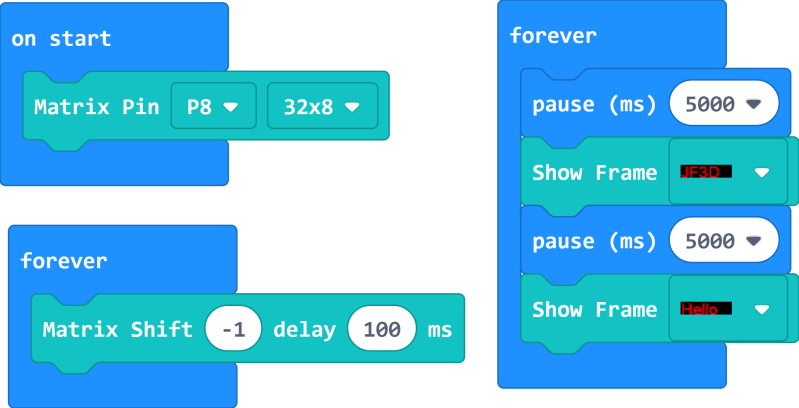 on start
Matrix Pin P8 32x8
forever
Matrix Shift -1 delay 100 ms
forever
pause (ms) 5000
Show Frame JF3D
pause (ms) 5000
Show Frame Hello